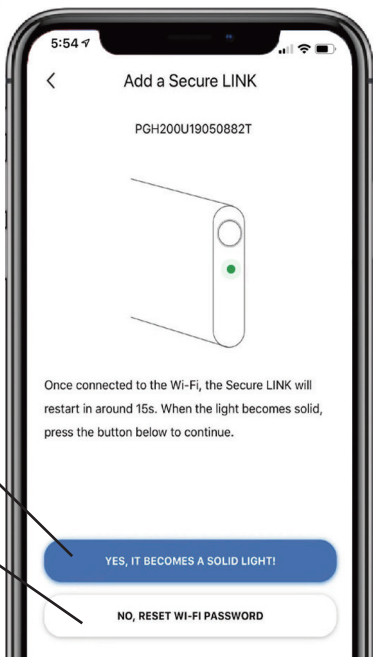 5:54
Add a Secure LINK
PGH200U19050882T
Once connected to the Wi-Fi, the Secure LINK will
restart in around 15s. When the light becomes solid,
press the button below to continue.
YES, IT BECOMES A SOLID LIGHT!
NO, RESET WI-FI PASSWORD